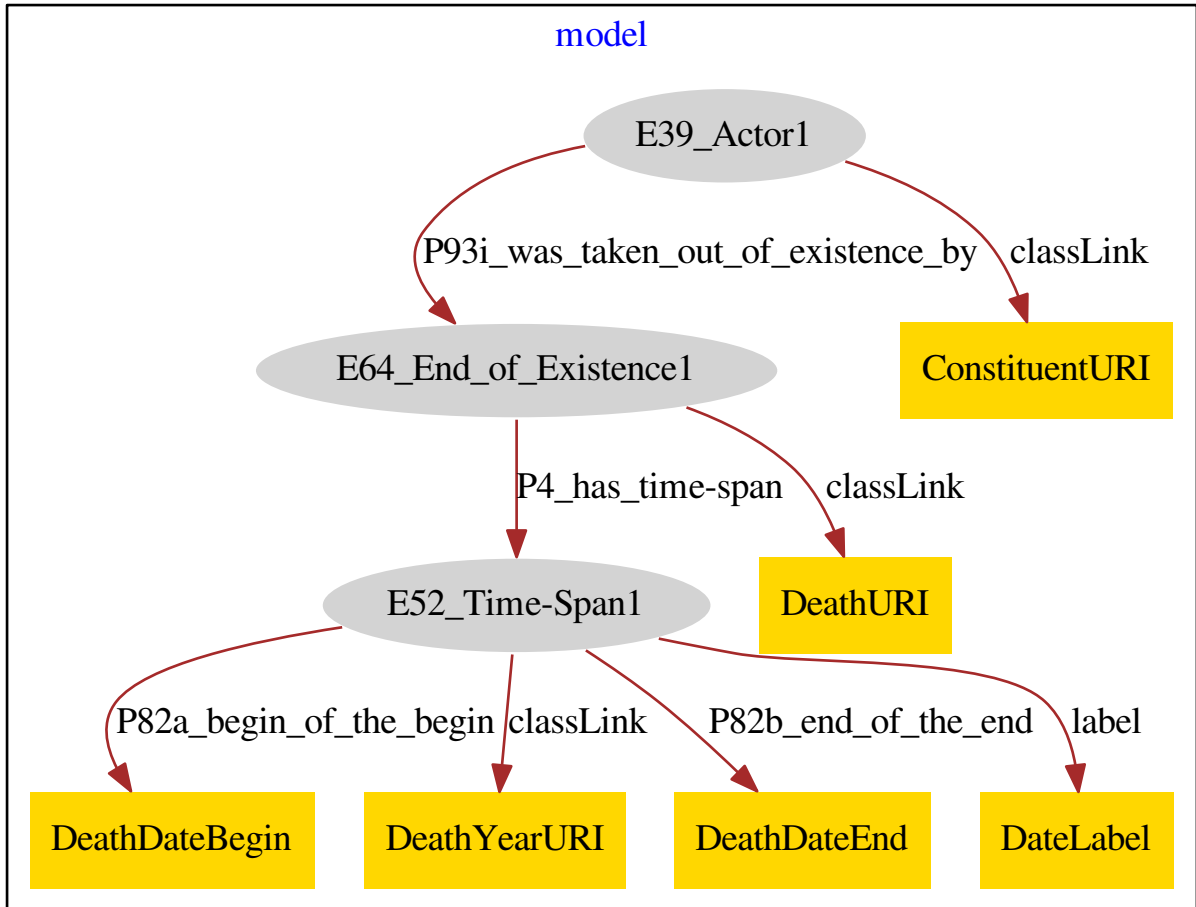 model
E39_Actor1
P93i_was_taken_out_of_existence_by
classLink
E64_End_of_Existence1
ConstituentURI
P4_has_time-span
classLink
E52_Time-Span1
DeathURI
P82a_begin_of_the_begin
classLink
P82b_end_of_the_end
label
DeathDateBegin
DeathYearURI
DeathDateEnd
DateLabel